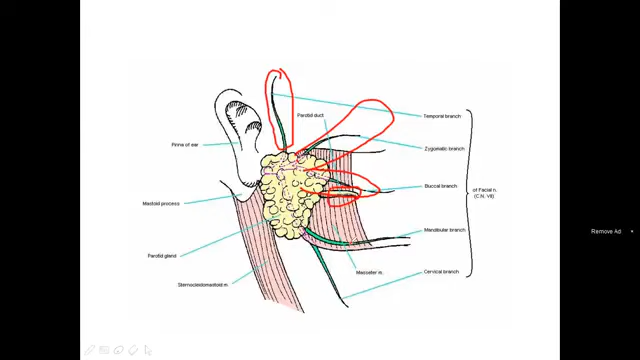 Temporal branch
Parotid duct
Pinna of ear
Zygomatic branch
Buccal branch
of Facial n.
(C.N. VII)
Mastoid process
Mandibular branch
Remove Ad
Parotid gland
Masseter m.
Cervical branch
Sternocleidomastoid m.